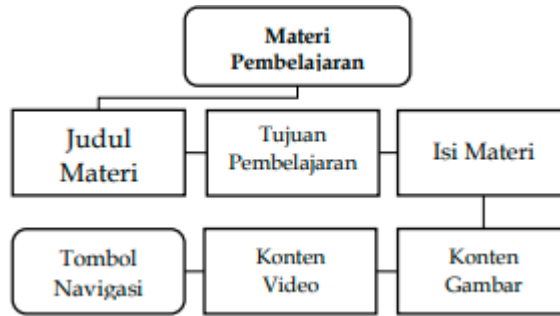 Materi
Pembelajaran
Judul
Materi
Tujuan
Pembelajaran
Isi Materi
Tombol
Navigasi
Konten
Video
Konten
Gambar